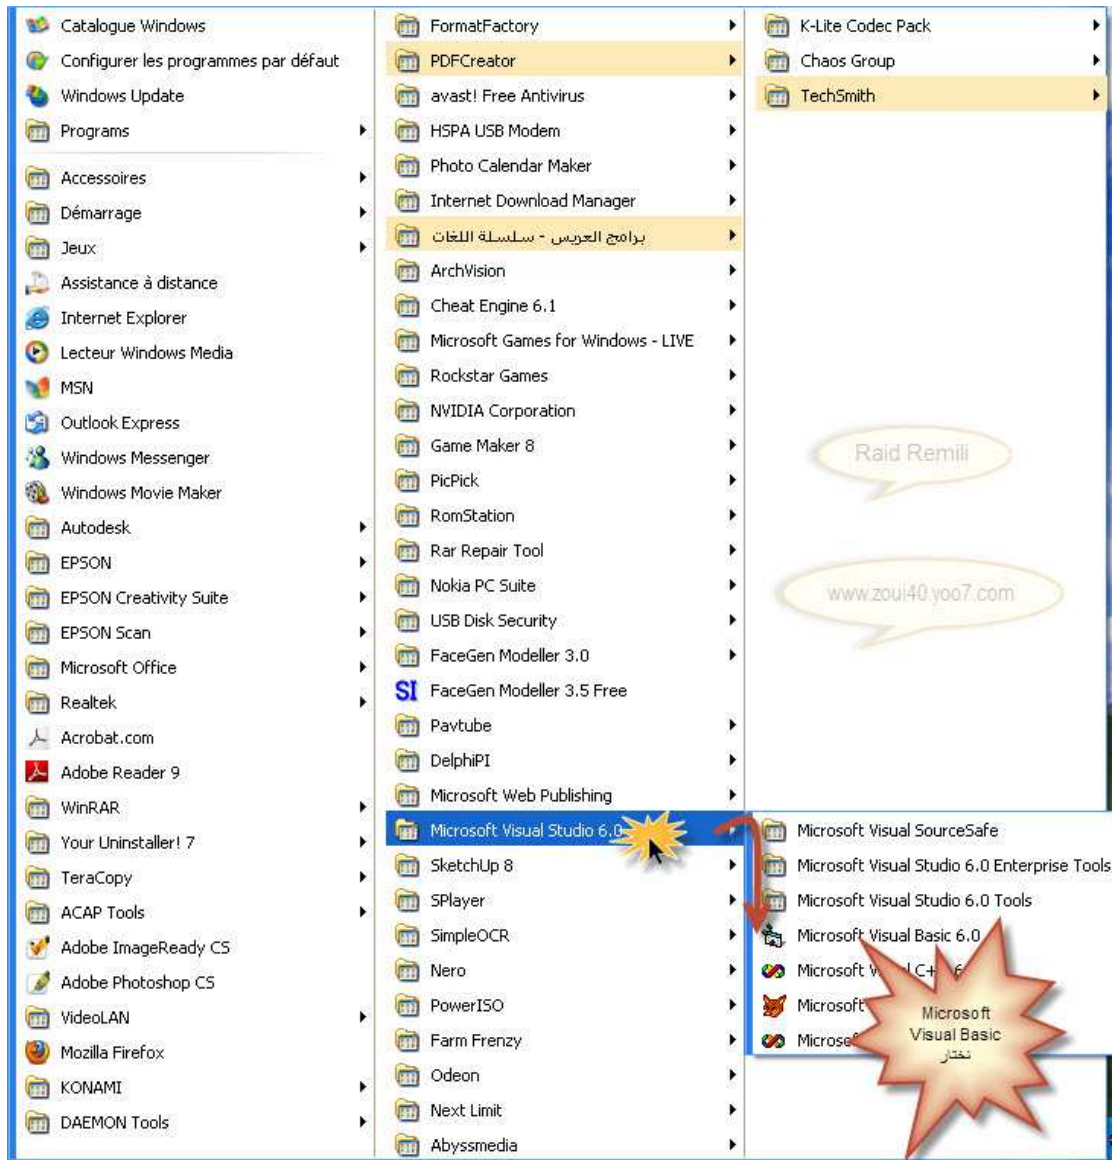 Catalogue Windows
Configurer les programmes par défaut
Windows Update
Programs
Accessoires
Démarrage
Jeux
Assistance à distance
Internet Explorer
Lecteur Windows Media
MSN
Outlook Express
Windows Messenger
Windows Movie Maker
Autodesk
EPSON
EPSON Creativity Suite
EPSON Scan
Microsoft Office
Realtek
Acrobat.com
Adobe Reader 9
WinRAR
Your Uninstaller! 7
TeraCopy
ACAP Tools
Adobe ImageReady CS
Adobe Photoshop CS
VideoLAN
Mozilla Firefox
KONAMI
DAEMON Tools
FormatFactory
PDFCreator
avast! Free Antivirus
HSPA USB Modem
Photo Calendar Maker
Internet Download Manager
برامج العريس - سلسلة اللغات
ArchVision
Cheat Engine 6.1
Microsoft Games for Windows - LIVE
Rockstar Games
NVIDIA Corporation
Game Maker 8
PicPick
RomStation
Rar Repair Tool
Nokia PC Suite
USB Disk Security
FaceGen Modeller 3.0
SI FaceGen Modeller 3.5 Free
Pavtube
DelphiPI
Microsoft Web Publishing
Microsoft Visual Studio 6.0
SketchUp 8
SPlayer
SimpleOCR
Nero
PowerISO
Farm Frenzy
Odeon
Next Limit
Abyssmedia
K-Lite Codec Pack
Chaos Group
TechSmith
Raid Remili
www.zoui40.yoo7.com
Microsoft Visual SourceSafe
Microsoft Visual Studio 6.0 Enterprise Tools
Microsoft Visual Studio 6.0 Tools
Microsoft Visual Basic 6.0
Microsoft
Microsoft
Microsoft
Visual Basic
نختار